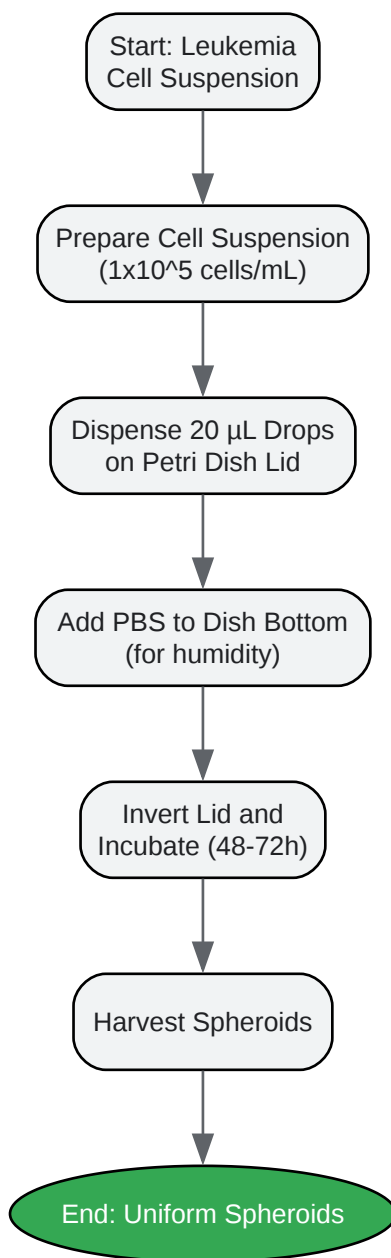 Start: Leukemia
Cell Suspension
Prepare Cell Suspension
(1x10^5 cells/mL)
Dispense 20 µL Drops
on Petri Dish Lid
Add PBS to Dish Bottom
(for humidity)
Invert Lid and
Incubate (48-72h)
Harvest Spheroids
End: Uniform Spheroids